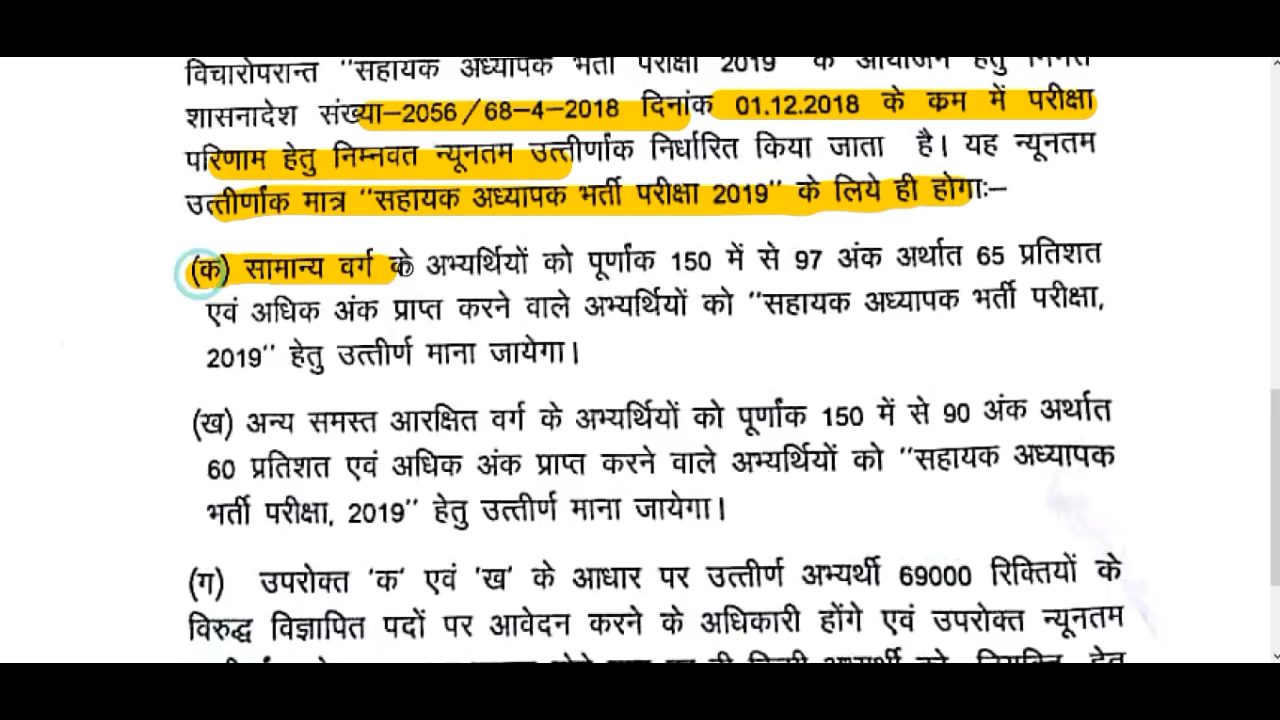 विचारोपरान्त "सहायक अध्यापक भर्ती परीक्षा 2019" के आयोजन हेतु निर्गत
शासनादेश संख्या–2056/68–4–2018 दिनांक 01.12.2018 के कम में परीक्षा
परिणाम हेतु निम्नवत न्यूनतम उत्तीर्णांक निर्धारित किया जाता है। यह न्यूनतम
उत्तीर्णांक मात्र "सहायक अध्यापक भर्ती परीक्षा 2019" के लिये ही होगाः–
(क) सामान्य वर्ग के अभ्यर्थियों को पूर्णांक 150 में से 97 अंक अर्थात 65 प्रतिशत
एवं अधिक अंक प्राप्त करने वाले अभ्यर्थियों को "सहायक अध्यापक भर्ती परीक्षा,
2019" हेतु उत्तीर्ण माना जायेगा।
(ख) अन्य समस्त आरक्षित वर्ग के अभ्यर्थियों को पूर्णांक 150 में से 90 अंक अर्थात
60 प्रतिशत एवं अधिक अंक प्राप्त करने वाले अभ्यर्थियों को "सहायक अध्यापक
भर्ती परीक्षा, 2019" हेतु उत्तीर्ण माना जायेगा।
(ग) उपरोक्त 'क' एवं 'ख' के आधार पर उत्तीर्ण अभ्यर्थी 69000 रिक्तियों के
विरुद्ध विज्ञापित पदों पर आवेदन करने के अधिकारी होंगे एवं उपरोक्त न्यूनतम